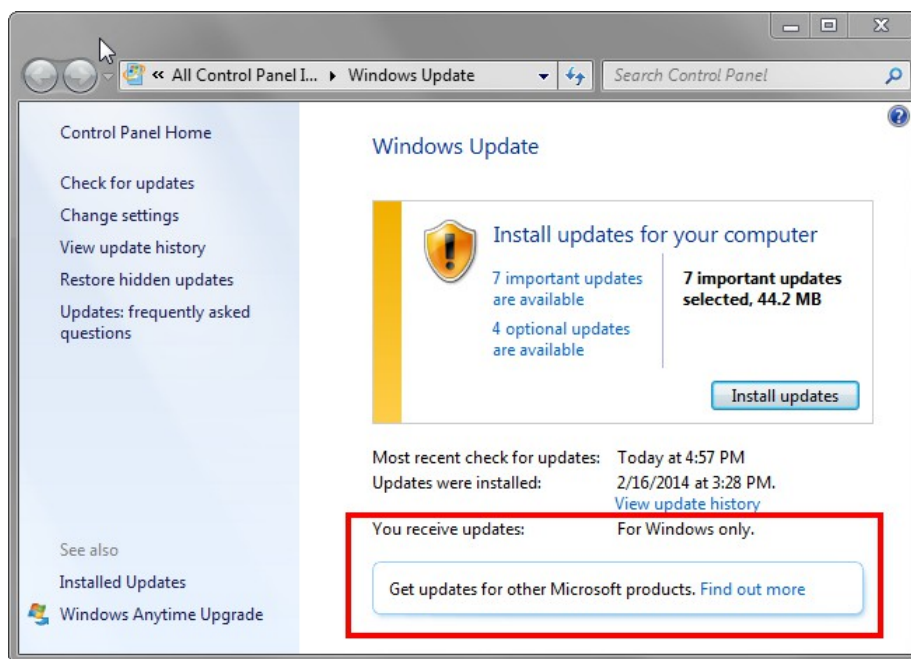 « All Control Panel I... ▸ Windows Update
Search Control Panel
Control Panel Home
Check for updates
Change settings
View update history
Restore hidden updates
Updates: frequently asked
questions
See also
Installed Updates
Windows Anytime Upgrade
Windows Update
Install updates for your computer
7 important updates
are available
4 optional updates
are available
7 important updates
selected, 44.2 MB
Install updates
Most recent check for updates: Today at 4:57 PM
Updates were installed: 2/16/2014 at 3:28 PM.
View update history
You receive updates: For Windows only.
Get updates for other Microsoft products. Find out more